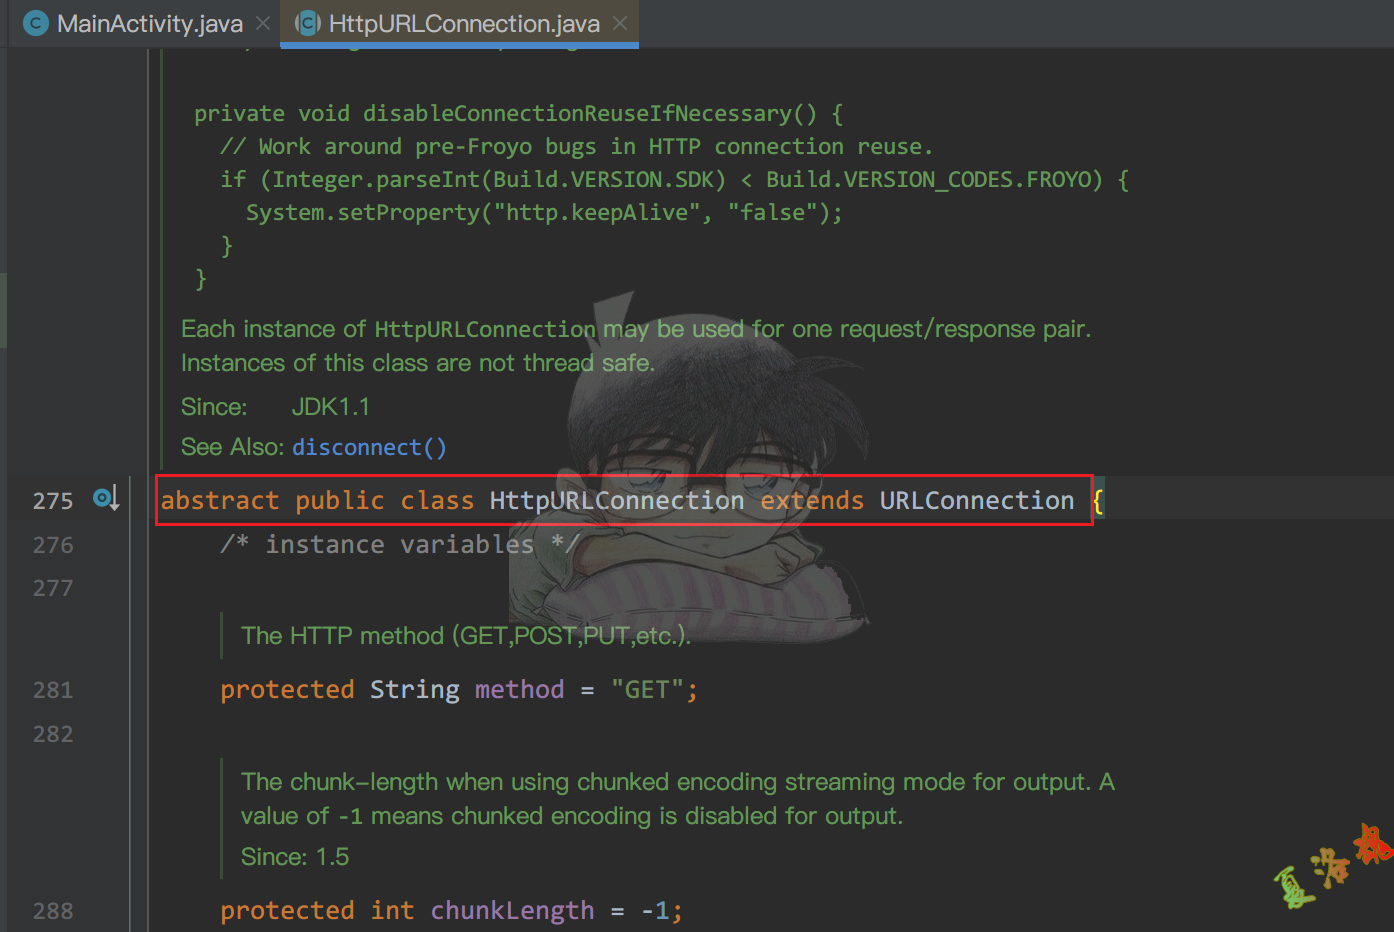 MainActivity.java
HttpURLConnection.java
private void disableConnectionReuseIfNecessary() {
// Work around pre-Froyo bugs in HTTP connection reuse.
if (Integer.parseInt(Build.VERSION.SDK) < Build.VERSION_CODES.FROYO) {
System.setProperty("http.keepAlive", "false");
}
}
Each instance of HttpURLConnection may be used for one request/response pair.
Instances of this class are not thread safe.
Since: JDK1.1
See Also: disconnect()
275 abstract public class HttpURLConnection extends URLConnection {
276 /* instance variables */
277
The HTTP method (GET,POST,PUT,etc.).
281 protected String method = "GET";
282
The chunk-length when using chunked encoding streaming mode for output. A
value of -1 means chunked encoding is disabled for output.
Since: 1.5
288 protected int chunkLength = -1;
夏洛